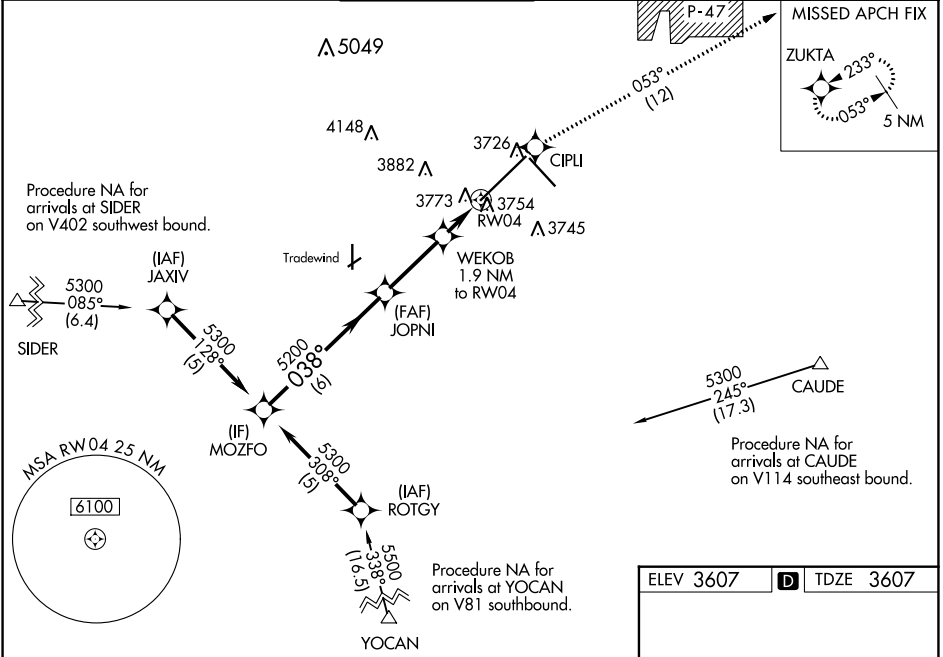 P-47
MISSED APCH FIX
ZUKTA
233°
053°
5 NM
5049
053°
(12)
4148
3726
CIPLI
3882
3773
3754
RW04
3745
Procedure NA for
arrivals at SIDER
on V402 southwest bound.
Tradewind
WEKOB
1.9 NM
to RW04
(IAF)
JAXIV
5300
085°
(6.4)
SIDER
(FAF)
JOPNI
5300
128°
(5)
5200
038°
(6)
5300
245°
(17.3)
CAUDE
(IF)
MOZFO
Procedure NA for
arrivals at CAUDE
on V114 southeast bound.
MSA RW04 25 NM
6100
5300
308°
(5)
(IAF)
ROTGY
5500
338°
(16.5)
Procedure NA for
arrivals at YOCAN
on V81 southbound.
YOCAN
ELEV 3607 D TDZE 3607